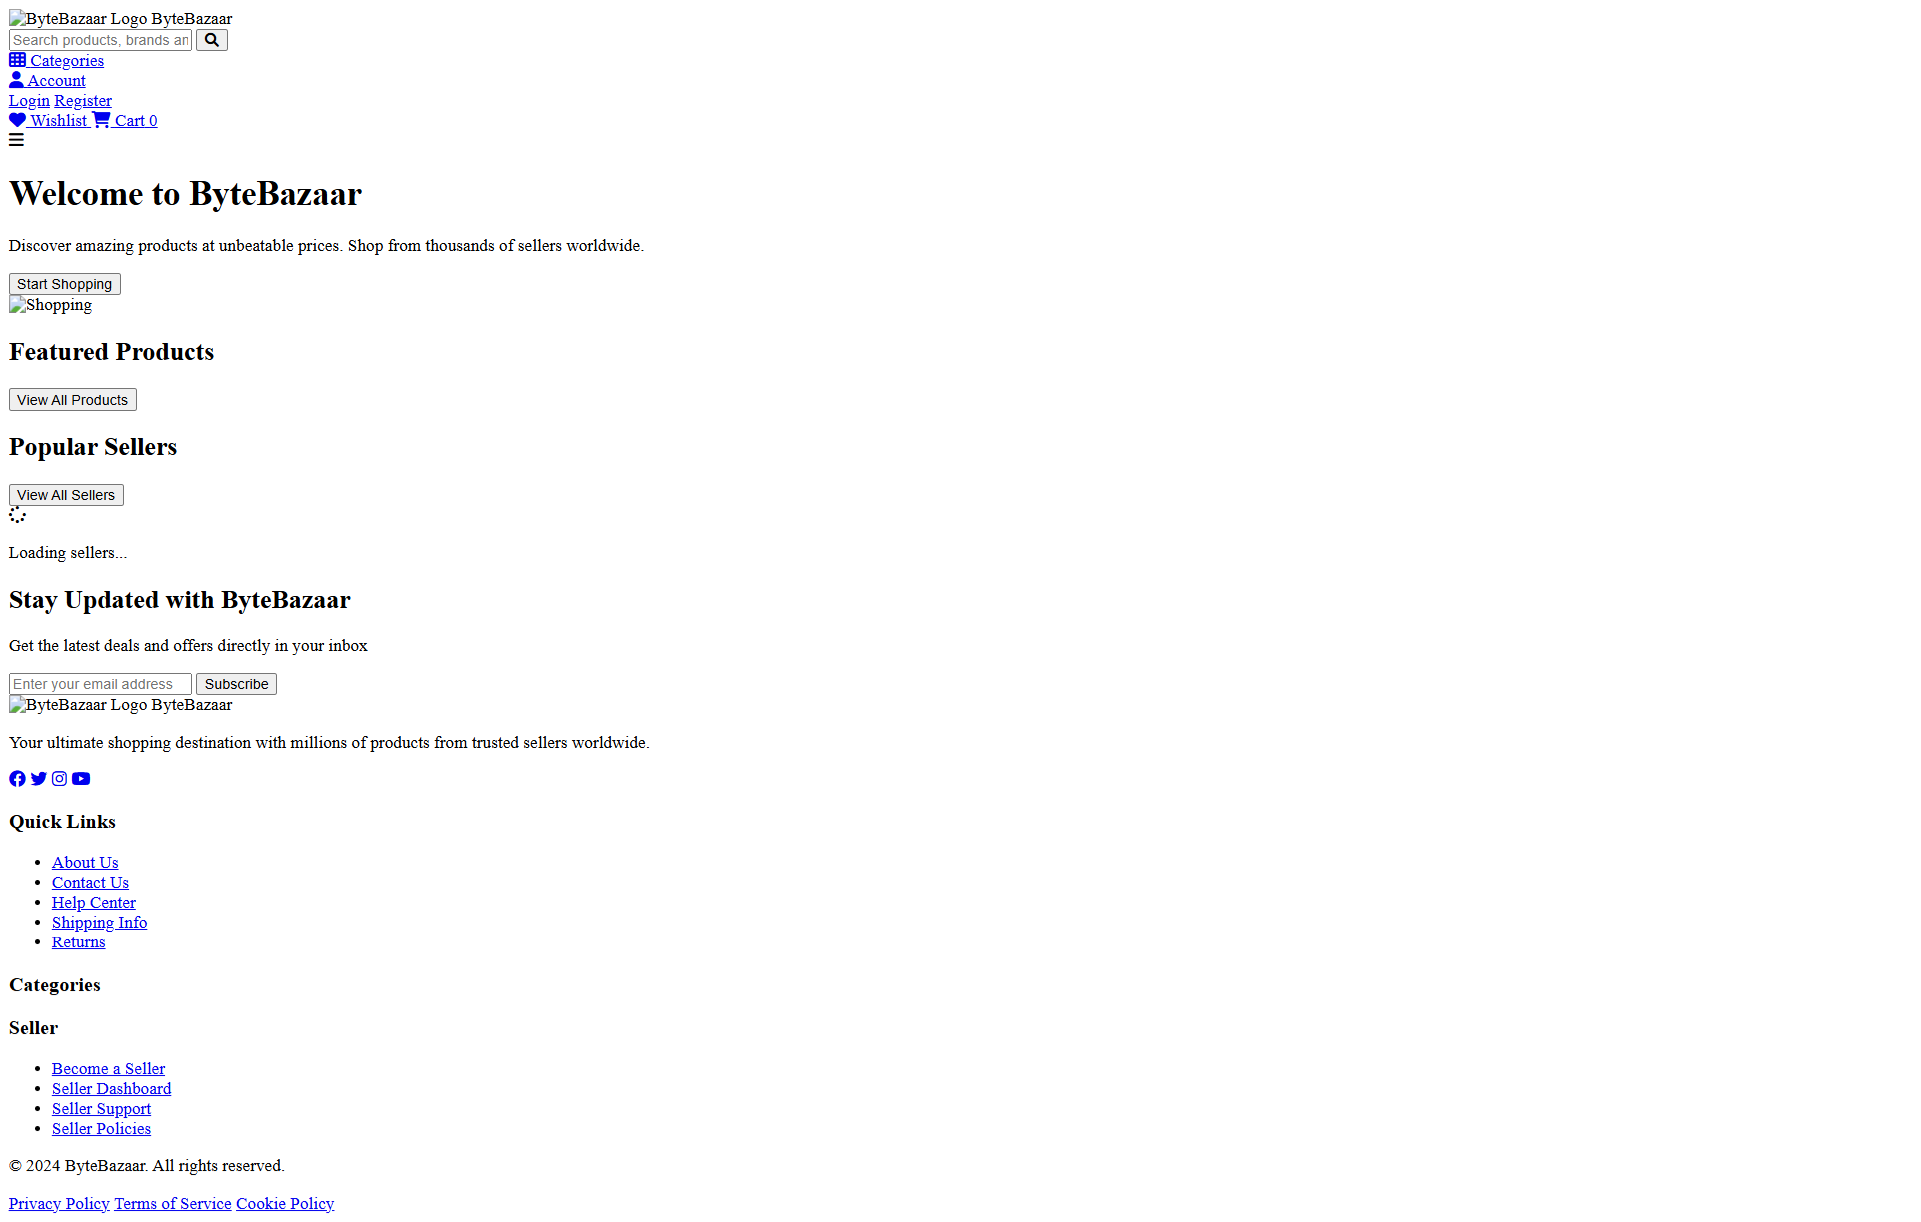 ByteBazaar Logo ByteBazaar
Search products, brands an
Categories
Account
Login Register
Wishlist Cart 0
Welcome to ByteBazaar
Discover amazing products at unbeatable prices. Shop from thousands of sellers worldwide.
Start Shopping
Shopping
Featured Products
View All Products
Popular Sellers
View All Sellers
Loading sellers...
Stay Updated with ByteBazaar
Get the latest deals and offers directly in your inbox
Enter your email address Subscribe
ByteBazaar Logo ByteBazaar
Your ultimate shopping destination with millions of products from trusted sellers worldwide.
Quick Links
About Us
Contact Us
Help Center
Shipping Info
Returns
Categories
Seller
Become a Seller
Seller Dashboard
Seller Support
Seller Policies
© 2024 ByteBazaar. All rights reserved.
Privacy Policy Terms of Service Cookie Policy